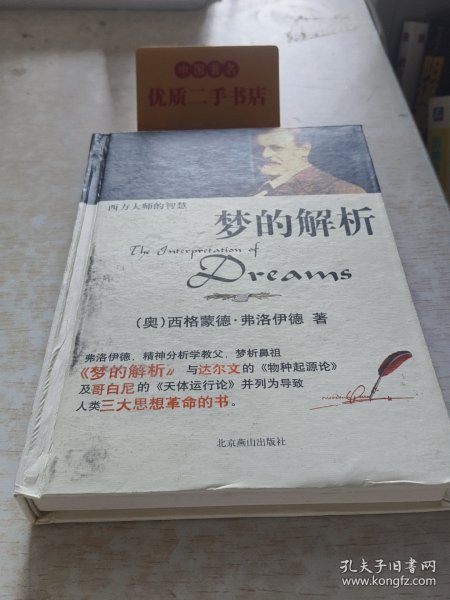 中国著名
优质二手书店
西方大师的智慧
梦的解析
The Interpretation of
Dreams
(奥)西格蒙德·弗洛伊德 著
弗洛伊德，精神分析学教父，梦析鼻祖
《梦的解析》与达尔文的《物种起源论》
及哥白尼的《天体运行论》并列为导致
人类三大思想革命的书。
北京燕山出版社
孔夫子旧书网
www.kongfz.com